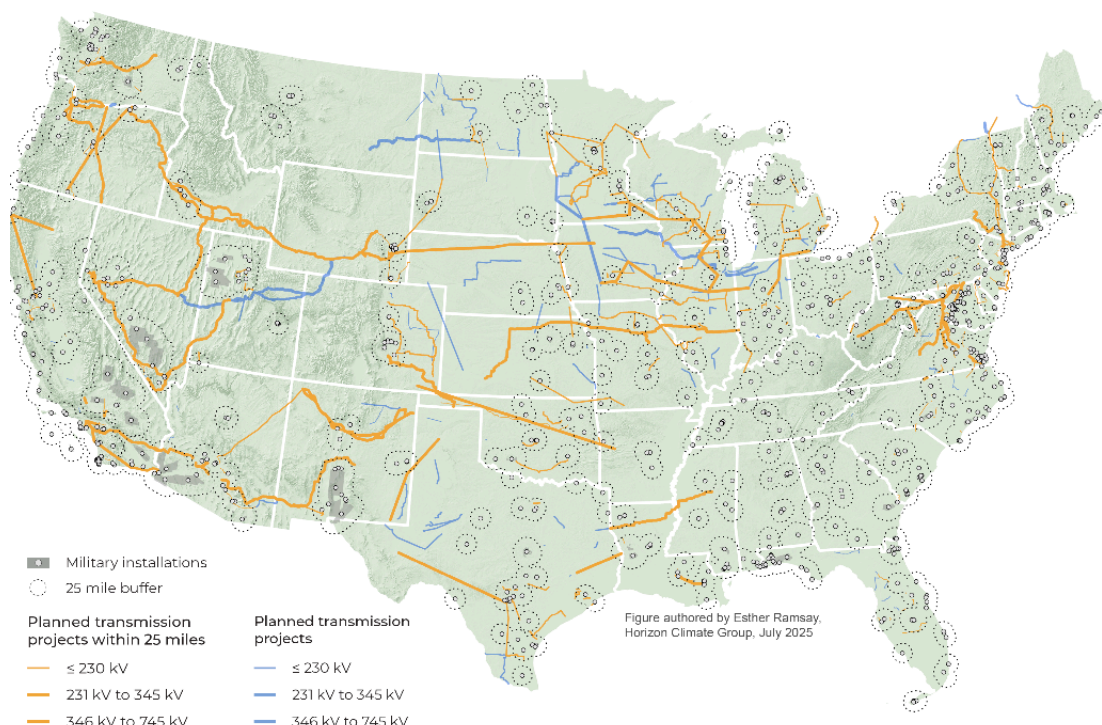 Military installations
25 mile buffer
Planned transmission
projects within 25 miles
≤ 230 kV
231 kV to 345 kV
346 kV to 745 kV
Planned transmission
projects
≤ 230 kV
231 kV to 345 kV
346 kV to 745 kV
Figure authored by Esther Ramsay,
Horizon Climate Group, July 2025